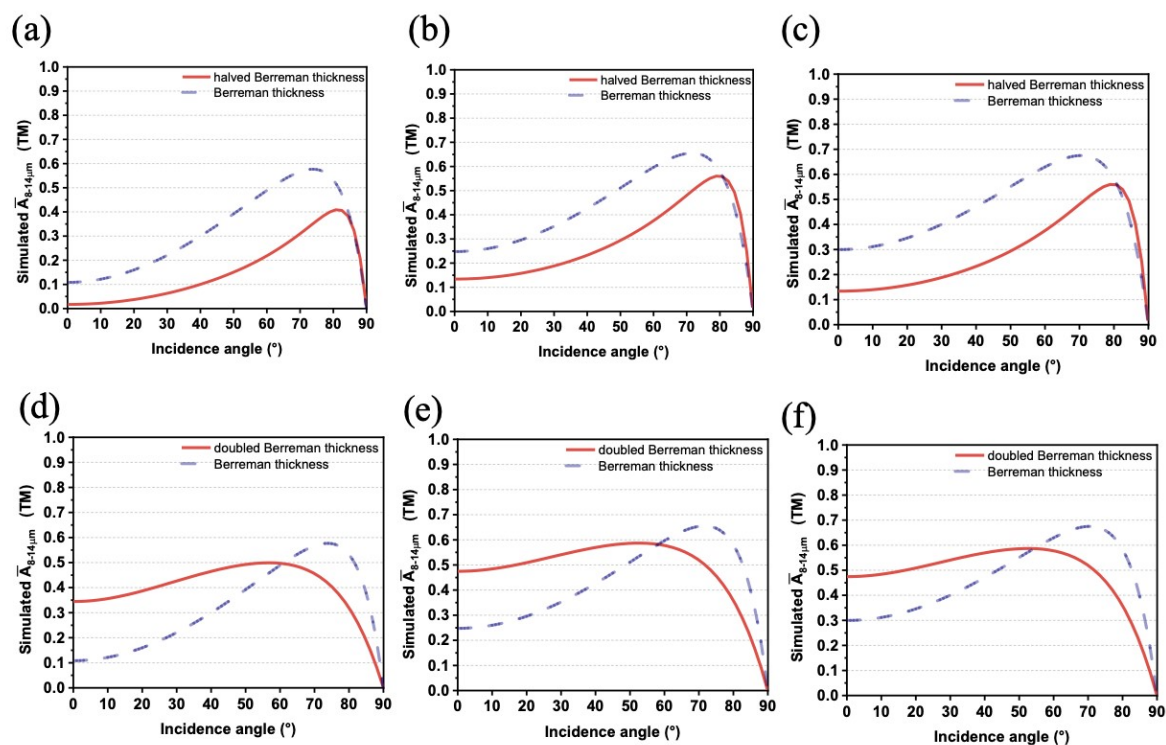 (a)
halved Berreman thickness
Berreman thickness
Simulated A̅8-14μm (TM)
1.0
0.9
0.8
0.7
0.6
0.5
0.4
0.3
0.2
0.1
0.0
0 10 20 30 40 50 60 70 80 90
Incidence angle (°)
(b)
halved Berreman thickness
Berreman thickness
Simulated A̅8-14μm (TM)
1.0
0.9
0.8
0.7
0.6
0.5
0.4
0.3
0.2
0.1
0.0
0 10 20 30 40 50 60 70 80 90
Incidence angle (°)
(c)
halved Berreman thickness
Berreman thickness
Simulated A̅8-14μm (TM)
1.0
0.9
0.8
0.7
0.6
0.5
0.4
0.3
0.2
0.1
0.0
0 10 20 30 40 50 60 70 80 90
Incidence angle (°)
(d)
doubled Berreman thickness
Berreman thickness
Simulated A̅8-14μm (TM)
1.0
0.9
0.8
0.7
0.6
0.5
0.4
0.3
0.2
0.1
0.0
0 10 20 30 40 50 60 70 80 90
Incidence angle (°)
(e)
doubled Berreman thickness
Berreman thickness
Simulated A̅8-14μm (TM)
1.0
0.9
0.8
0.7
0.6
0.5
0.4
0.3
0.2
0.1
0.0
0 10 20 30 40 50 60 70 80 90
Incidence angle (°)
(f)
doubled Berreman thickness
Berreman thickness
Simulated A̅8-14μm (TM)
1.0
0.9
0.8
0.7
0.6
0.5
0.4
0.3
0.2
0.1
0.0
0 10 20 30 40 50 60 70 80 90
Incidence angle (°)